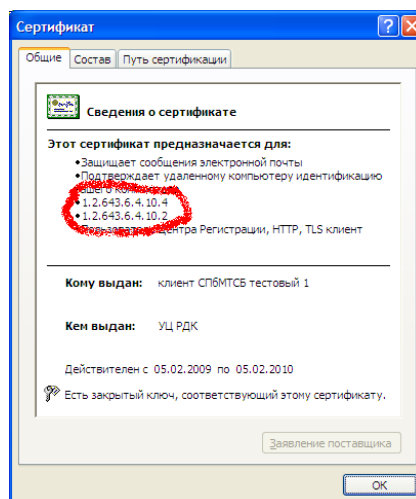 Сертификат
Общие Состав Путь сертификации
Сведения о сертификате
Этот сертификат предназначается для:
•Защищает сообщения электронной почты
•Подтверждает удаленному компьютеру идентификацию
•1.2.643.6.4.10.4
•1.2.643.6.4.10.2
Центра Регистрации, HTTP, TLS клиент
Кому выдан: клиент СПбМТСБ тестовый 1
Кем выдан: УЦ РДК
Действителен с 05.02.2009 по 05.02.2010
Есть закрытый ключ, соответствующий этому сертификату.
Заявление поставщика
ОК